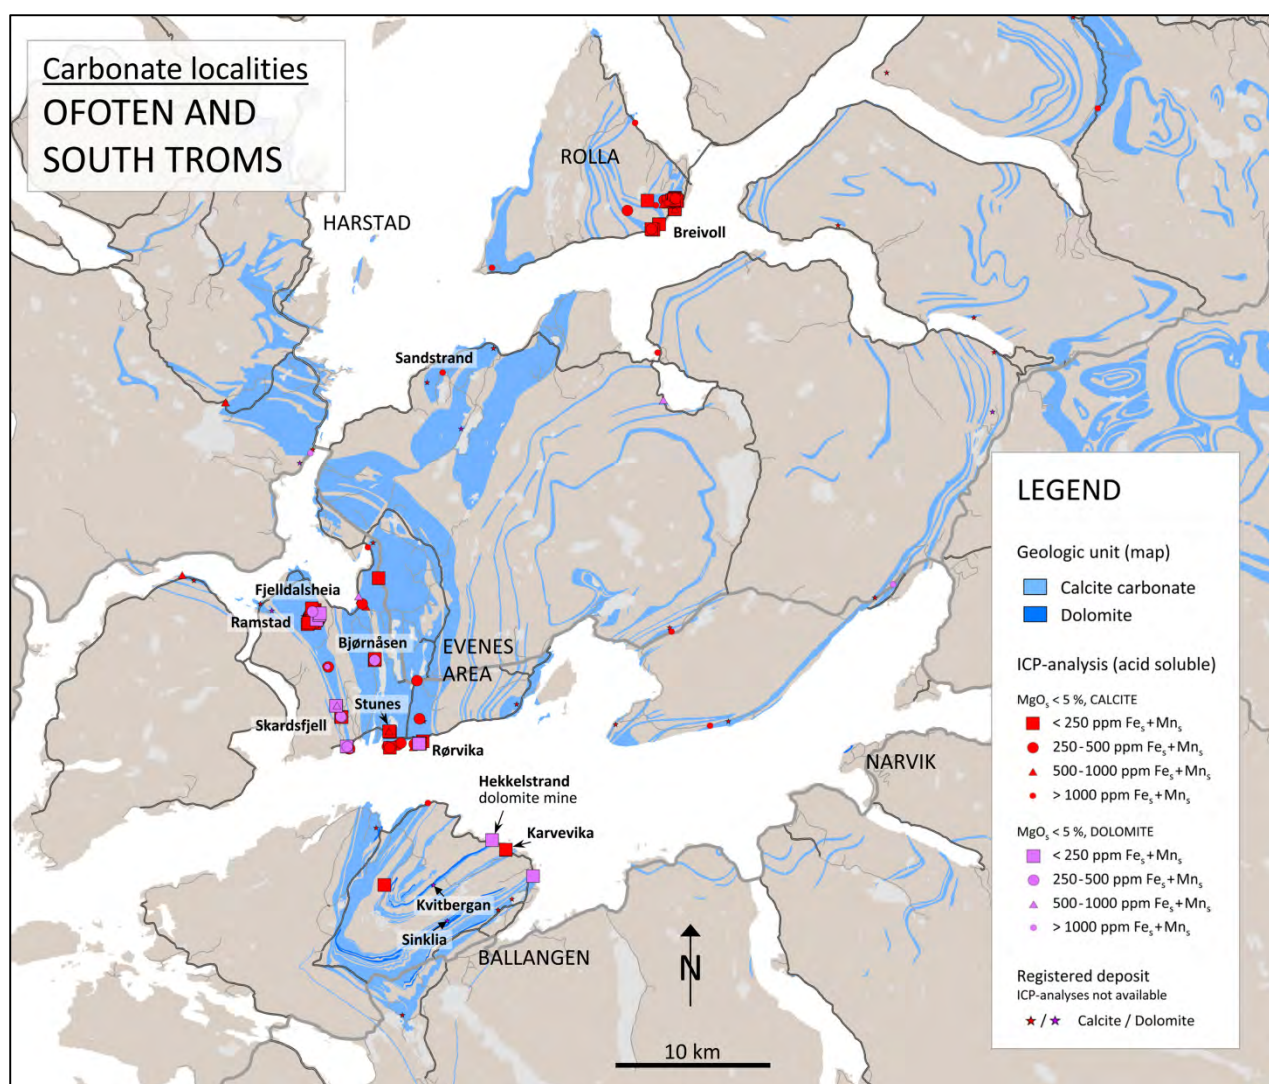 Carbonate localities
OFOTEN AND
SOUTH TROMS
ROLLA
HARSTAD
Breivoll
Sandstrand
Fjelldalsheia
Ramstad
Bjørnåsen
EVENES
AREA
Stunes
Skardsfjell
Rørvika
NARVIK
Hekkelstrand
dolomite mine
Karvevika
Kvitbergan
Sinklia
BALLANGEN
N
10 km
LEGEND
Geologic unit (map)
Calcite carbonate
Dolomite
ICP-analysis (acid soluble)
MgOs < 5 %, CALCITE
< 250 ppm Fes+Mns
250-500 ppm Fes+Mns
500-1000 ppm Fes+Mns
> 1000 ppm Fes+Mns
MgOs < 5 %, DOLOMITE
< 250 ppm Fes+Mns
250-500 ppm Fes+Mns
500-1000 ppm Fes+Mns
> 1000 ppm Fes+Mns
Registered deposit
ICP-analyses not available
/ Calcite / Dolomite